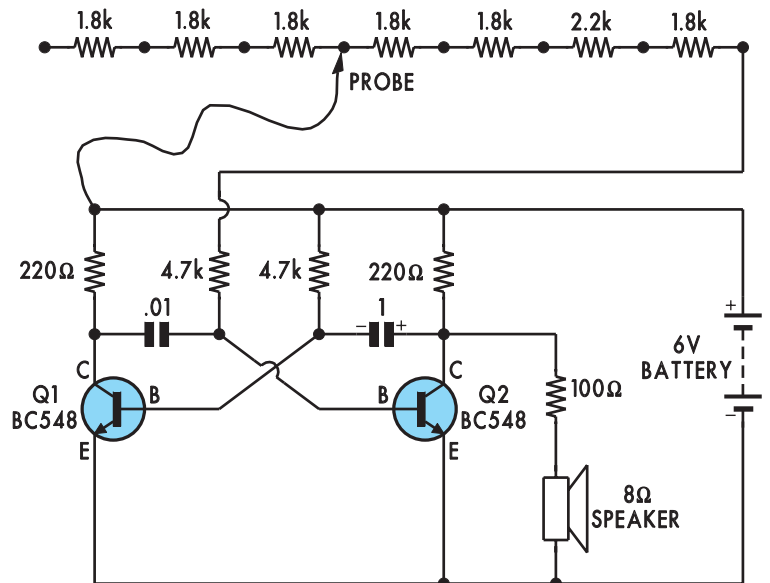 1.8k 1.8k 1.8k 1.8k 1.8k 2.2k 1.8k
PROBE
220Ω 4.7k 4.7k 220Ω
.01 1
− +
+
6V
BATTERY
−
C C
Q1 B B Q2
BC548 BC548
E E
100Ω
8Ω
SPEAKER